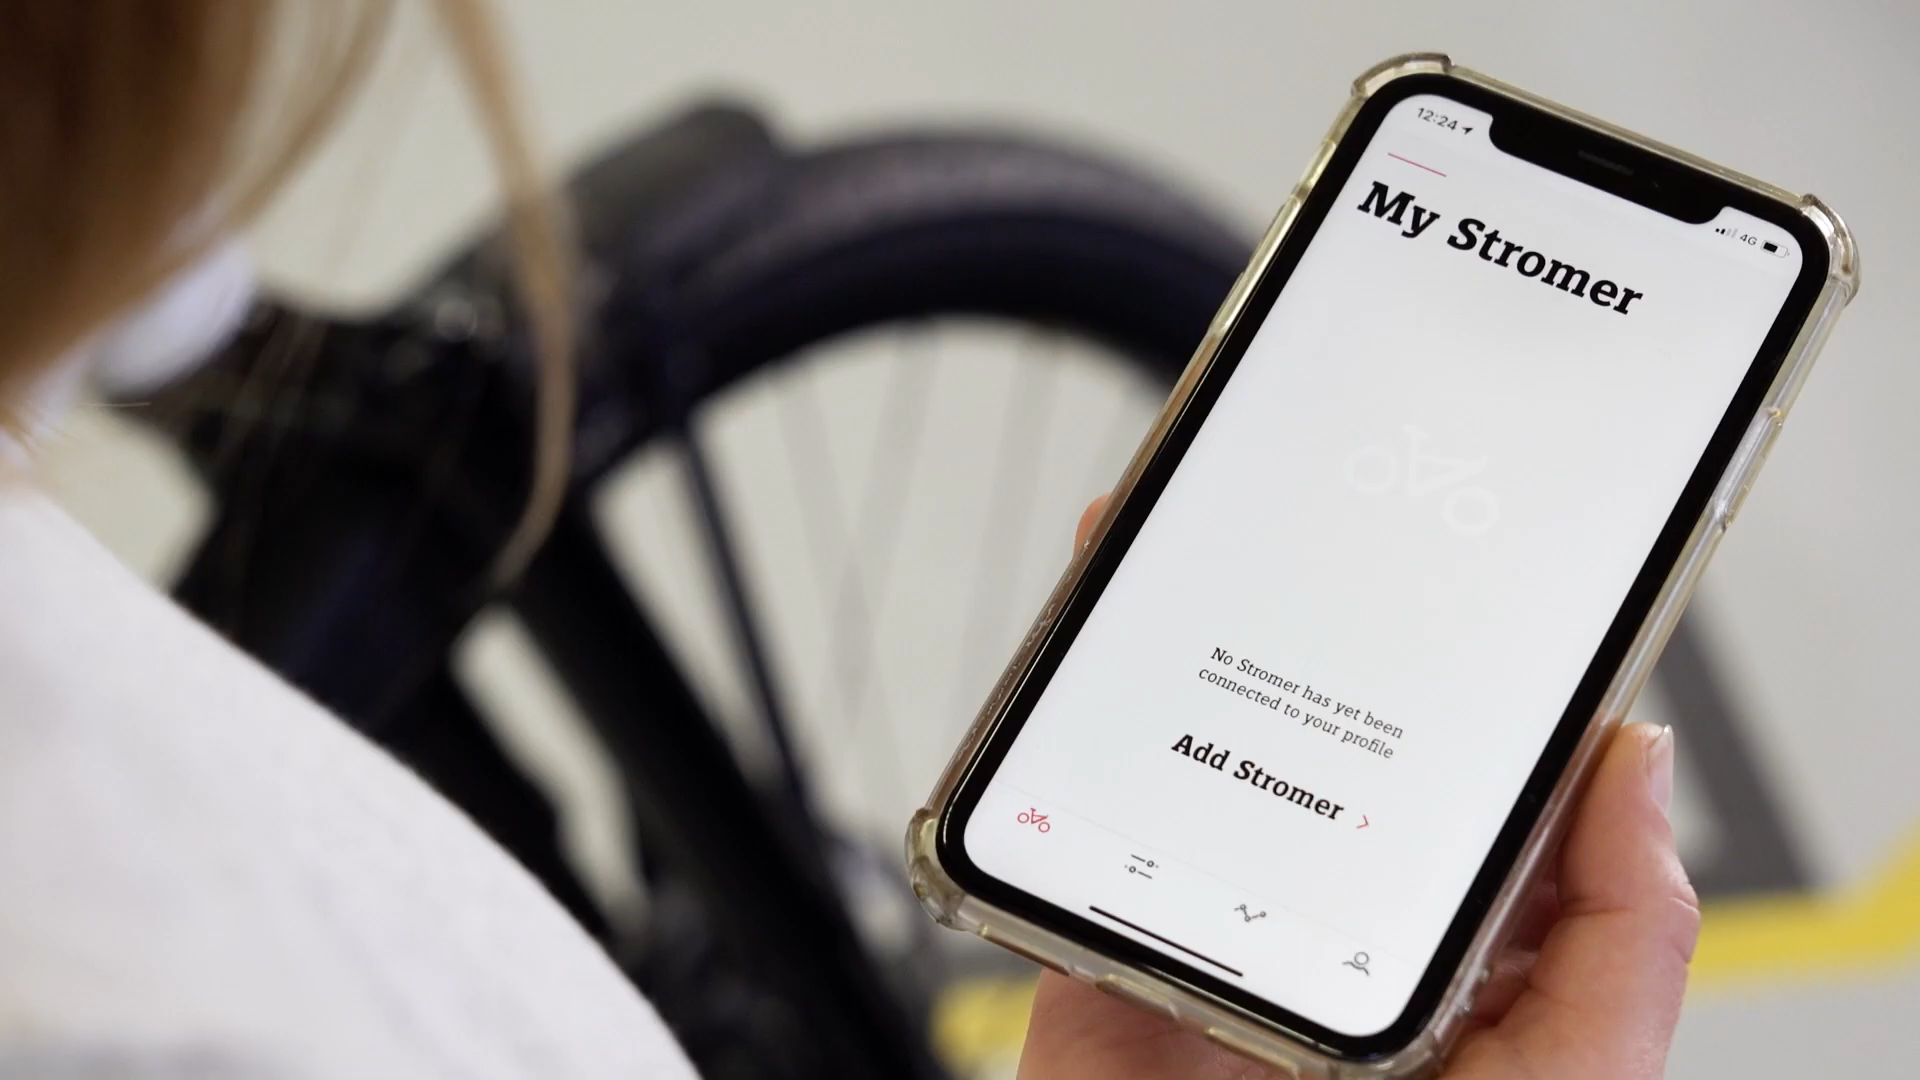 12:24
4G
My Stromer
No Stromer has yet been
connected to your profile
Add Stromer